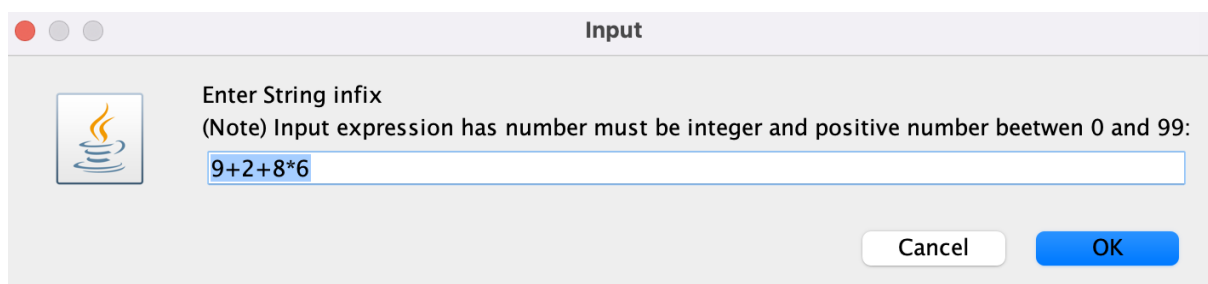 Input
Enter String infix
(Note) Input expression has number must be integer and positive number beetwen 0 and 99:
9+2+8*6
Cancel OK